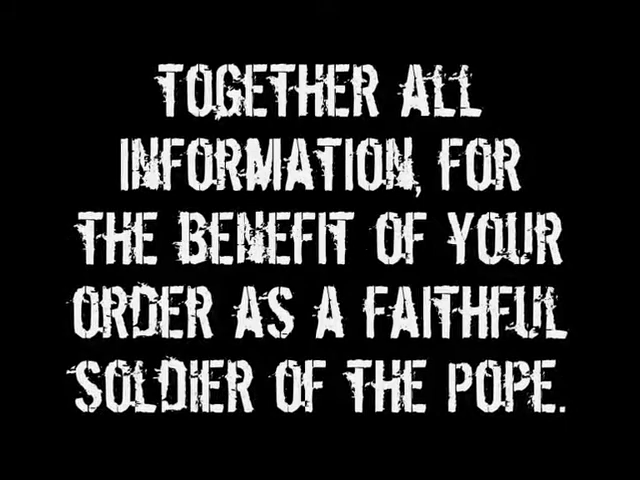 TOGETHER ALL
INFORMATION, FOR
THE BENEFIT OF YOUR
ORDER AS A FAITHFUL
SOLDIER OF THE POPE.